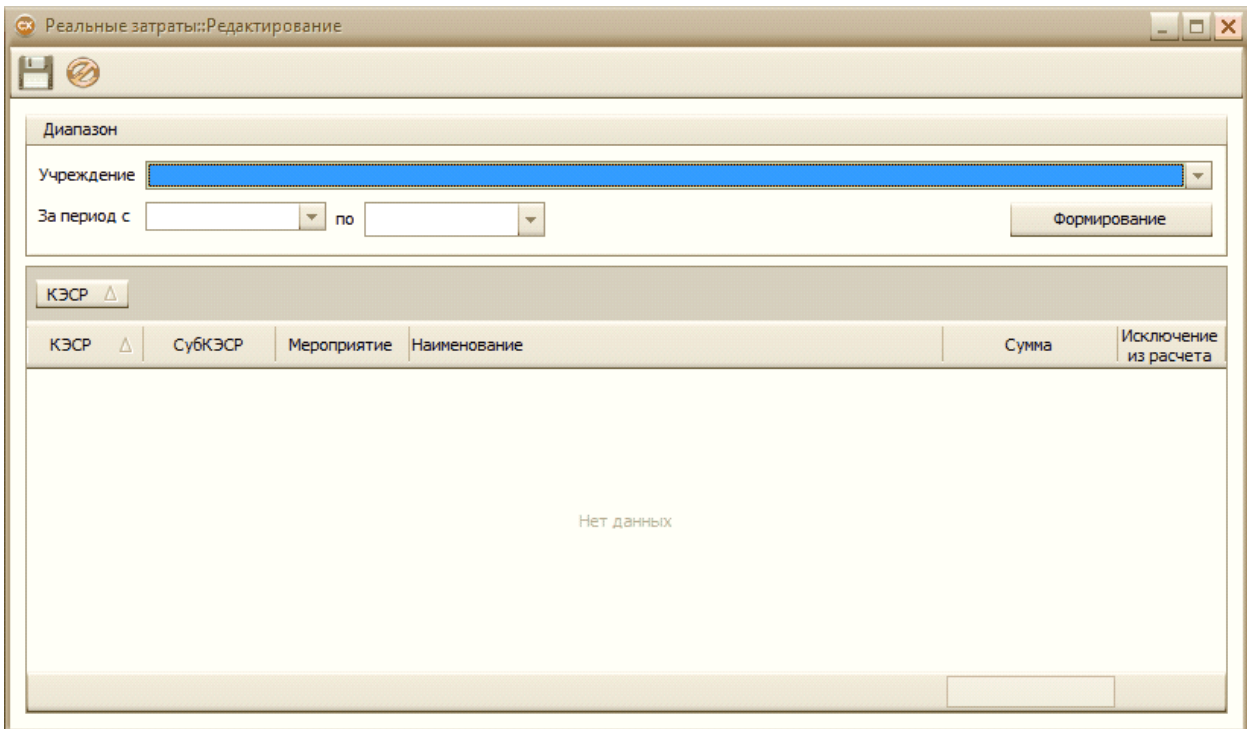 Реальные затраты::Редактирование
Диапазон
Учреждение
За период с по Формирование
КЭСР
КЭСР СубКЭСР Мероприятие Наименование Сумма Исключение
из расчета
Нет данных